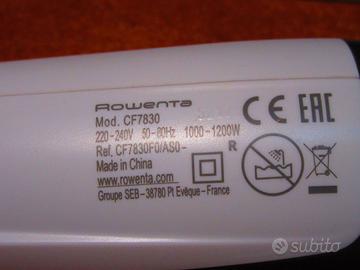 Rowenta
Mod. CF7830
220-240V 50-60Hz 1000-1200W
Ref. CF7830F0/AS0-
Made in China
www.rowenta.com
Groupe SEB-38780 Pt Evêque-France
R
CE EAC
subito